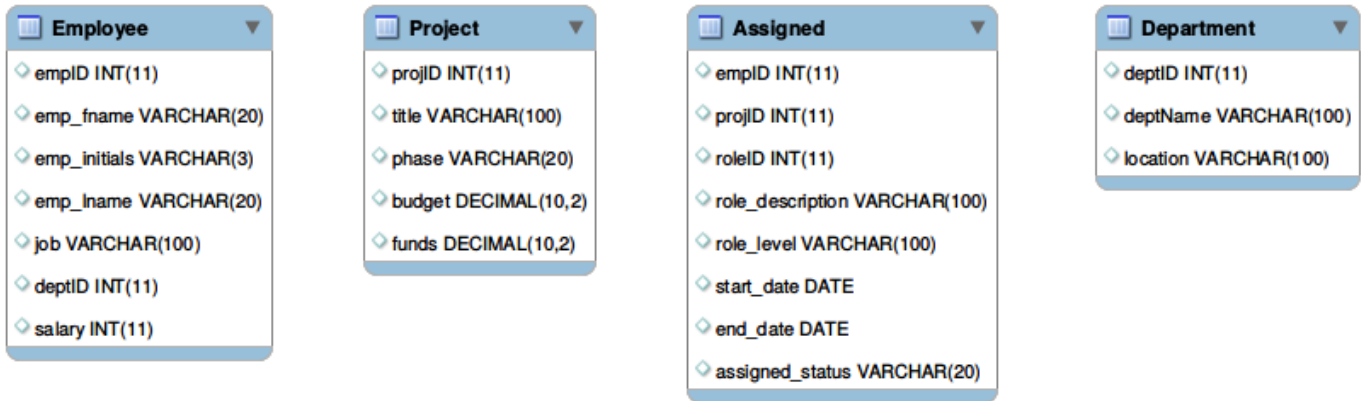 Employee
empID INT(11)
emp_fname VARCHAR(20)
emp_initials VARCHAR(3)
emp_lname VARCHAR(20)
job VARCHAR(100)
deptID INT(11)
salary INT(11)
Project
projID INT(11)
title VARCHAR(100)
phase VARCHAR(20)
budget DECIMAL(10,2)
funds DECIMAL(10,2)
Assigned
empID INT(11)
projID INT(11)
roleID INT(11)
role_description VARCHAR(100)
role_level VARCHAR(100)
start_date DATE
end_date DATE
assigned_status VARCHAR(20)
Department
deptID INT(11)
deptName VARCHAR(100)
location VARCHAR(100)